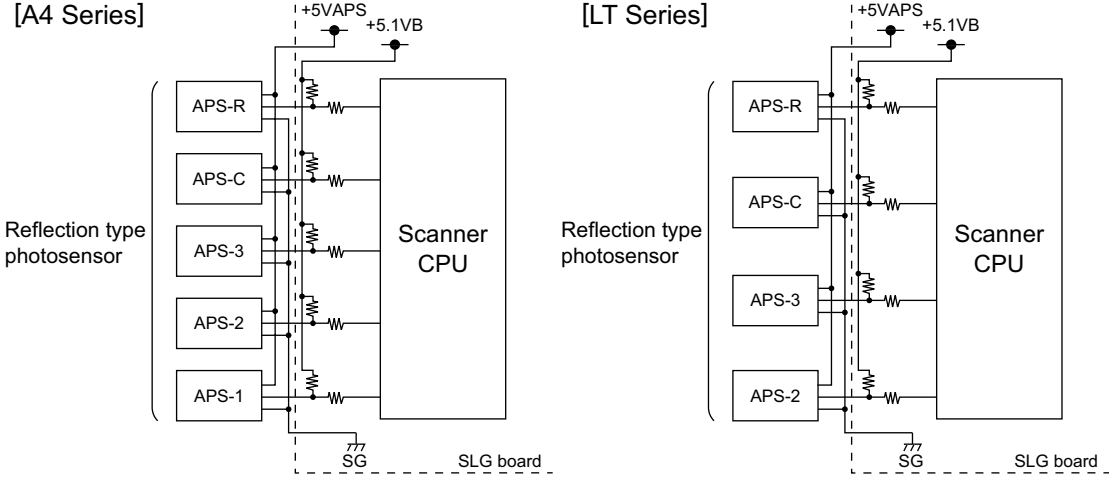 [A4 Series]
+5VAPS
+5.1VB
APS-R
APS-C
APS-3
APS-2
APS-1
Reflection type
photosensor
Scanner
CPU
SG
SLG board
[LT Series]
+5VAPS
+5.1VB
APS-R
APS-C
APS-3
APS-2
Reflection type
photosensor
Scanner
CPU
SG
SLG board